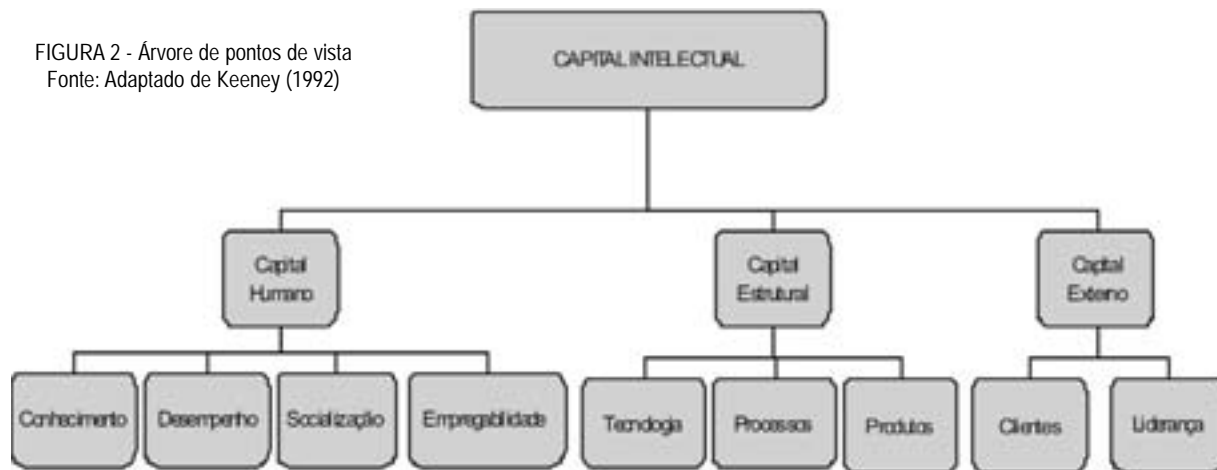 FIGURA 2 - Árvore de pontos de vista
Fonte: Adaptado de Keeney (1992)
CAPITAL INTELECTUAL
Capital
Humano
Capital
Estrutural
Capital
Externo
Conhecimento
Desempenho
Socialização
Empregabilidade
Tecnologia
Processos
Produtos
Clientes
Liderança